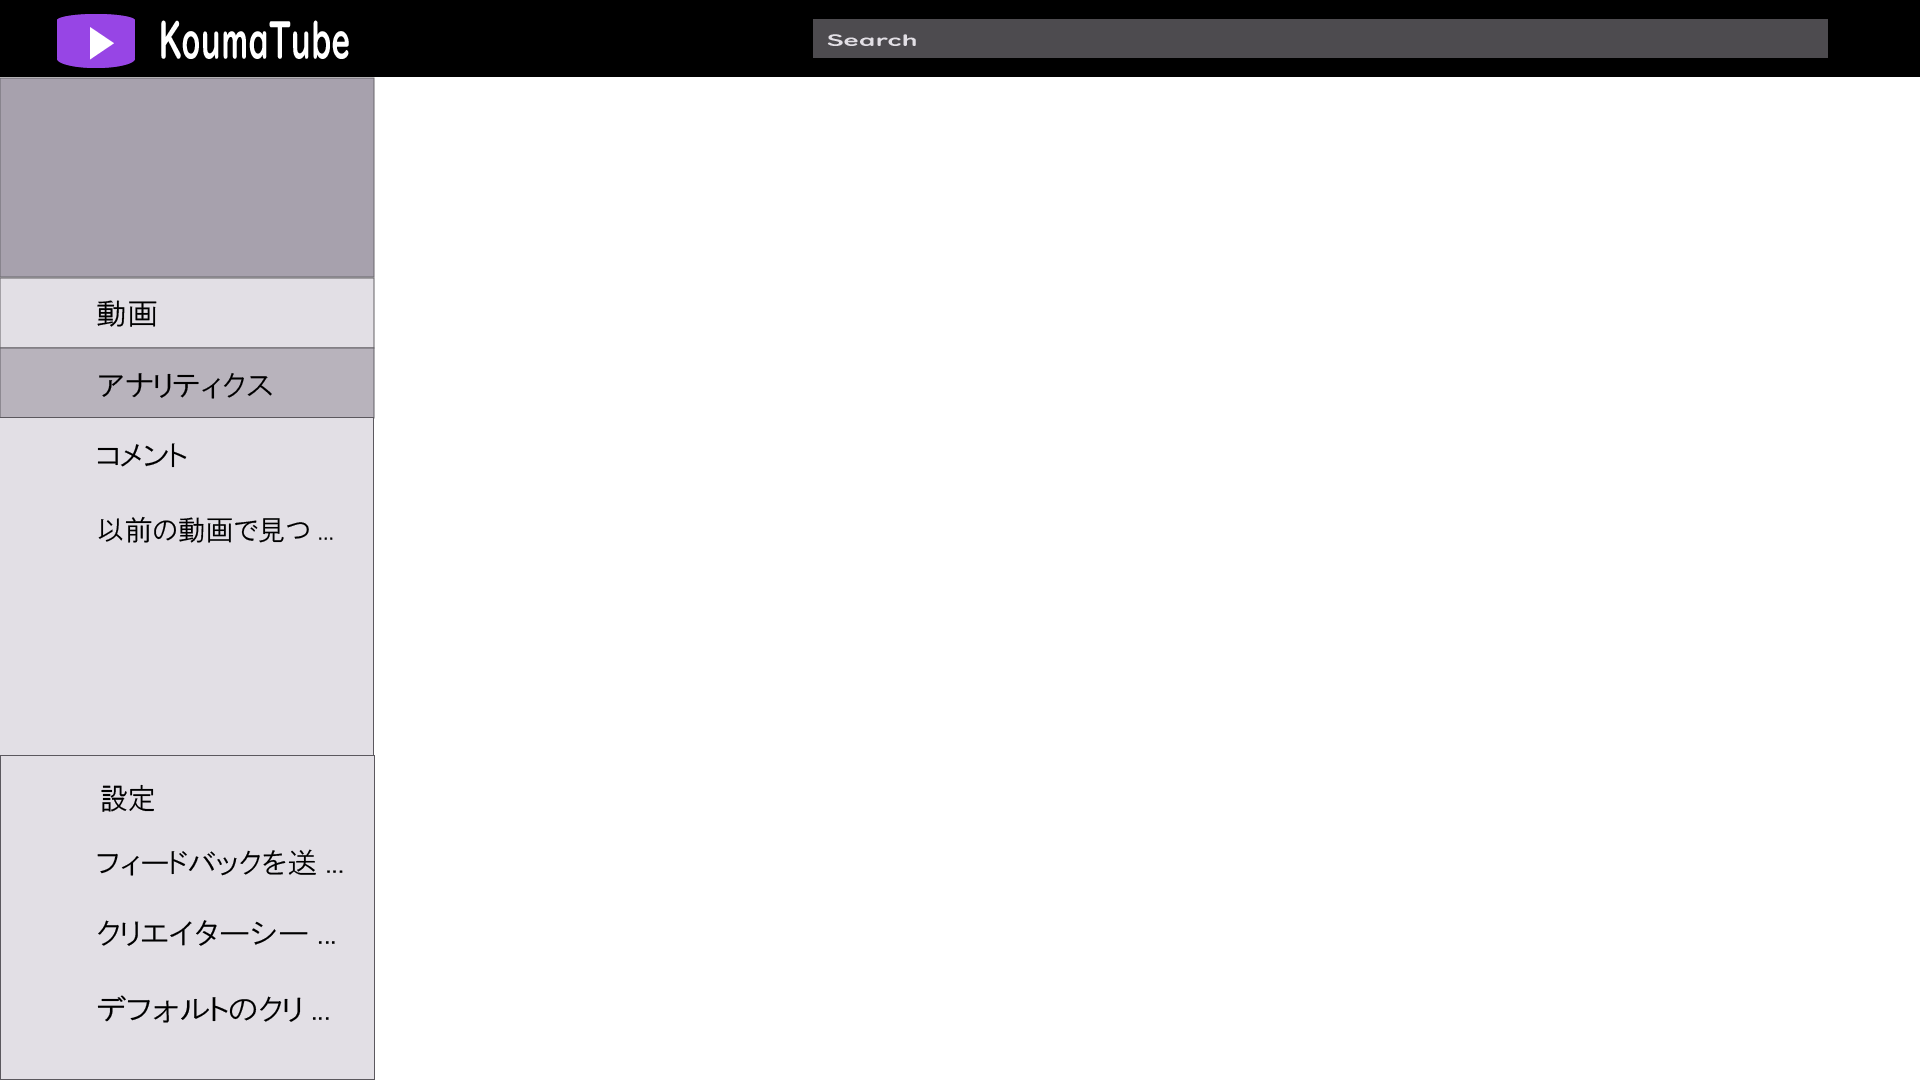 KoumaTube
Search
動画
アナリティクス
コメント
以前の動画で見つ ...
設定
フィードバックを送 ...
クリエイターシー ...
デフォルトのクリ ...